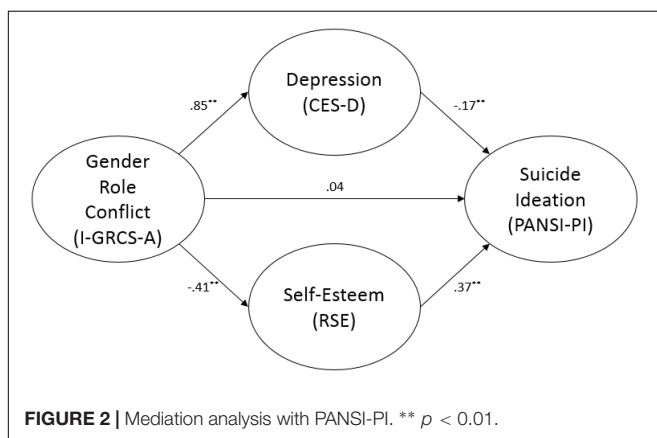 Depression
(CES-D)
.85**
-.17**
Gender
Role
Conflict
(I-GRCS-A)
.04
Suicide
Ideation
(PANSI-PI)
-.41**
.37**
Self-Esteem
(RSE)
FIGURE 2 | Mediation analysis with PANSI-PI. ** p < 0.01.